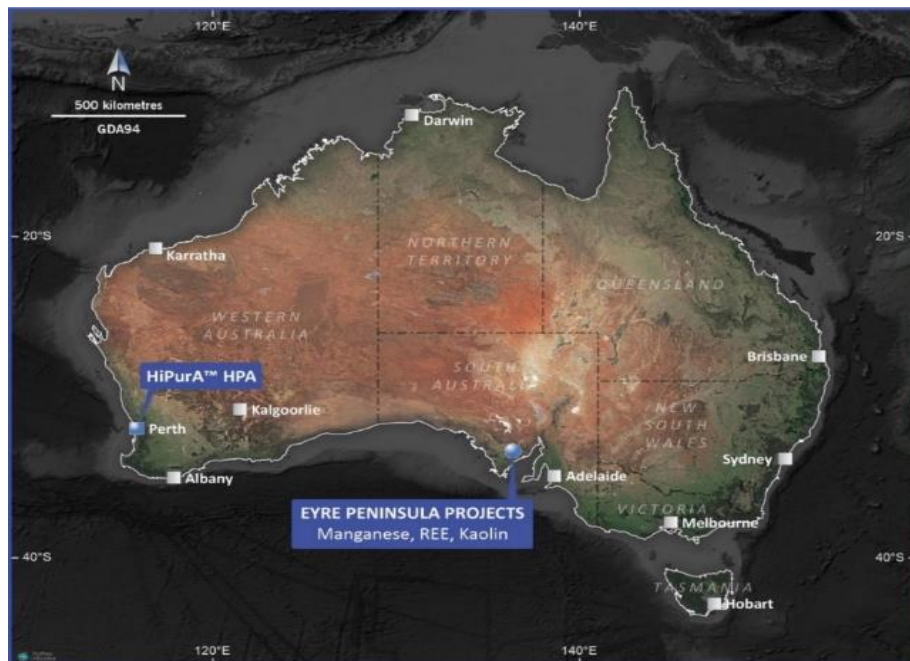 120°E
140°E
N
500 kilometres
GDA94
Darwin
20°S
20°S
Karratha
NORTHERN
TERRITORY
QUEENSLAND
WESTERN
AUSTRALIA
Brisbane
HiPurA™ HPA
SOUTH
AUSTRALIA
Kalgoorlie
NEW
SOUTH
WALES
Perth
Sydney
Albany
Adelaide
EYRE PENINSULA PROJECTS
Manganese, REE, Kaolin
VICTORIA
Melbourne
40°S
40°S
TASMANIA
Hobart
120°E
140°E